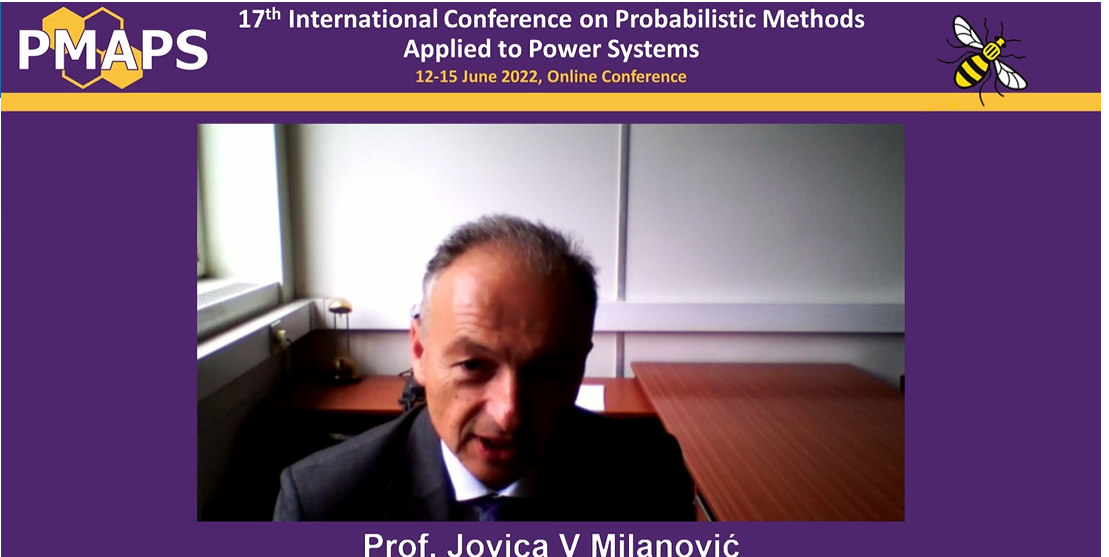 PMAPS
17th International Conference on Probabilistic Methods
Applied to Power Systems
12-15 June 2022, Online Conference
Prof. Jovica V Milanović